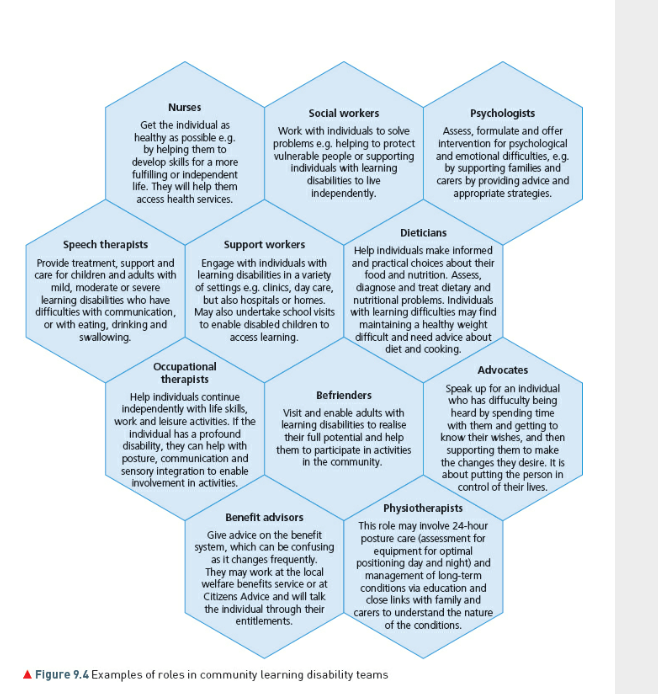 Nurses
Get the individual as
healthy as possible e.g.
by helping them to
develop skills for a more
fulfilling or independent
life. They will help them
access health services.
Social workers
Work with individuals to solve
problems e.g. helping to protect
vulnerable people or supporting
individuals with learning
disabilities to live
independently.
Psychologists
Assess, formulate and offer
intervention for psychological
and emotional difficulties, e.g.
by supporting families and
carers by providing advice and
appropriate strategies.
Speech therapists
Provide treatment, support and
care for children and adults with
mild, moderate or severe
learning disabilities who have
difficulties with communication,
or with eating, drinking and
swallowing.
Support workers
Engage with individuals with
learning disabilities in a variety
of settings e.g. clinics, day care,
but also hospitals or homes.
May also undertake school visits
to enable disabled children to
access learning.
Dieticians
Help individuals make informed
and practical choices about their
food and nutrition. Assess,
diagnose and treat dietary and
nutritional problems. Individuals
with learning difficulties may find
maintaining a healthy weight
difficult and need advice about
diet and cooking.
Occupational
therapists
Help individuals continue
independently with life skills,
work and leisure activities. If the
individual has a profound
disability, they can help with
posture, communication and
sensory integration to enable
involvement in activities.
Befrienders
Visit and enable adults with
learning disabilities to realise
their full potential and help
them to participate in activities
in the community.
Advocates
Speak up for an individual
who has diffuculty being
heard by spending time
with them and getting to
know their wishes, and then
supporting them to make
the changes they desire. It is
about putting the person in
control of their lives.
Benefit advisors
Give advice on the benefit
system, which can be confusing
as it changes frequently.
They may work at the local
welfare benefits service or at
Citizens Advice and will talk
the individual through their
entitlements.
Physiotherapists
This role may involve 24-hour
posture care (assessment for
equipment for optimal
positioning day and night) and
management of long-term
conditions via education and
close links with family and
carers to understand the nature
of the conditions.
▲ Figure 9.4 Examples of roles in community learning disability teams